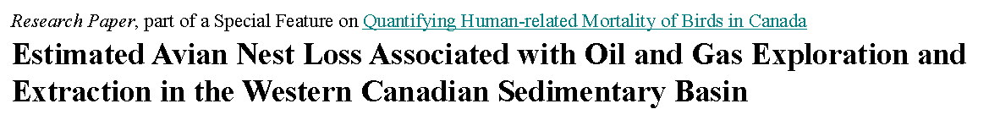 Research Paper, part of a Special Feature on Quantifying Human-related Mortality of Birds in Canada
Estimated Avian Nest Loss Associated with Oil and Gas Exploration and
Extraction in the Western Canadian Sedimentary Basin